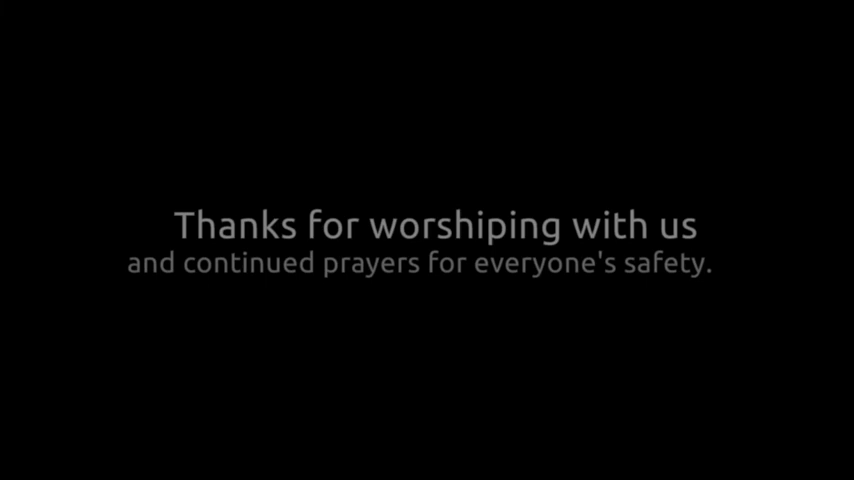 Thanks for worshiping with us
and continued prayers for everyone's safety.